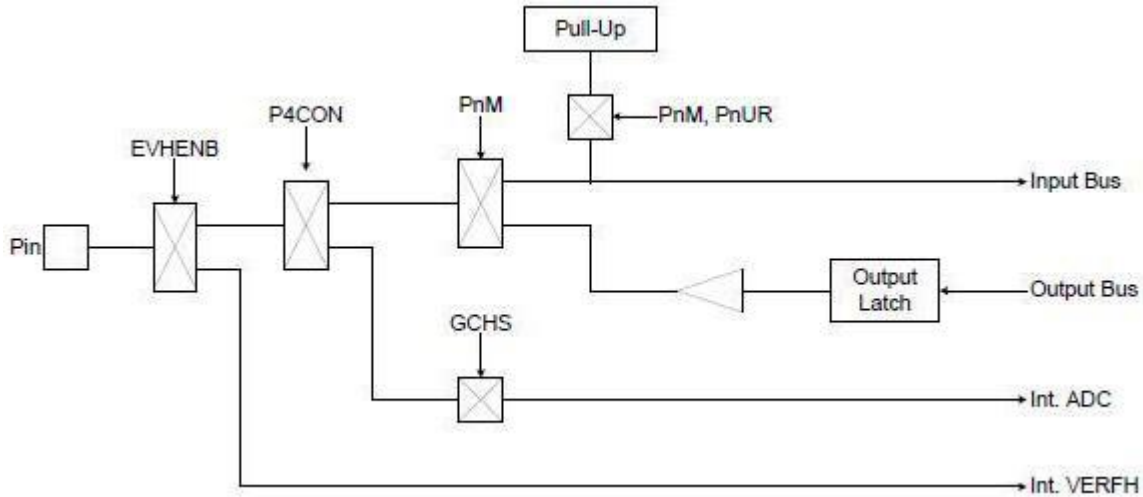 Pull-Up
PnM
PnM, PnUR
P4CON
EVHENB
Input Bus
Pin
Output
Latch
Output Bus
GCHS
Int. ADC
Int. VERFH